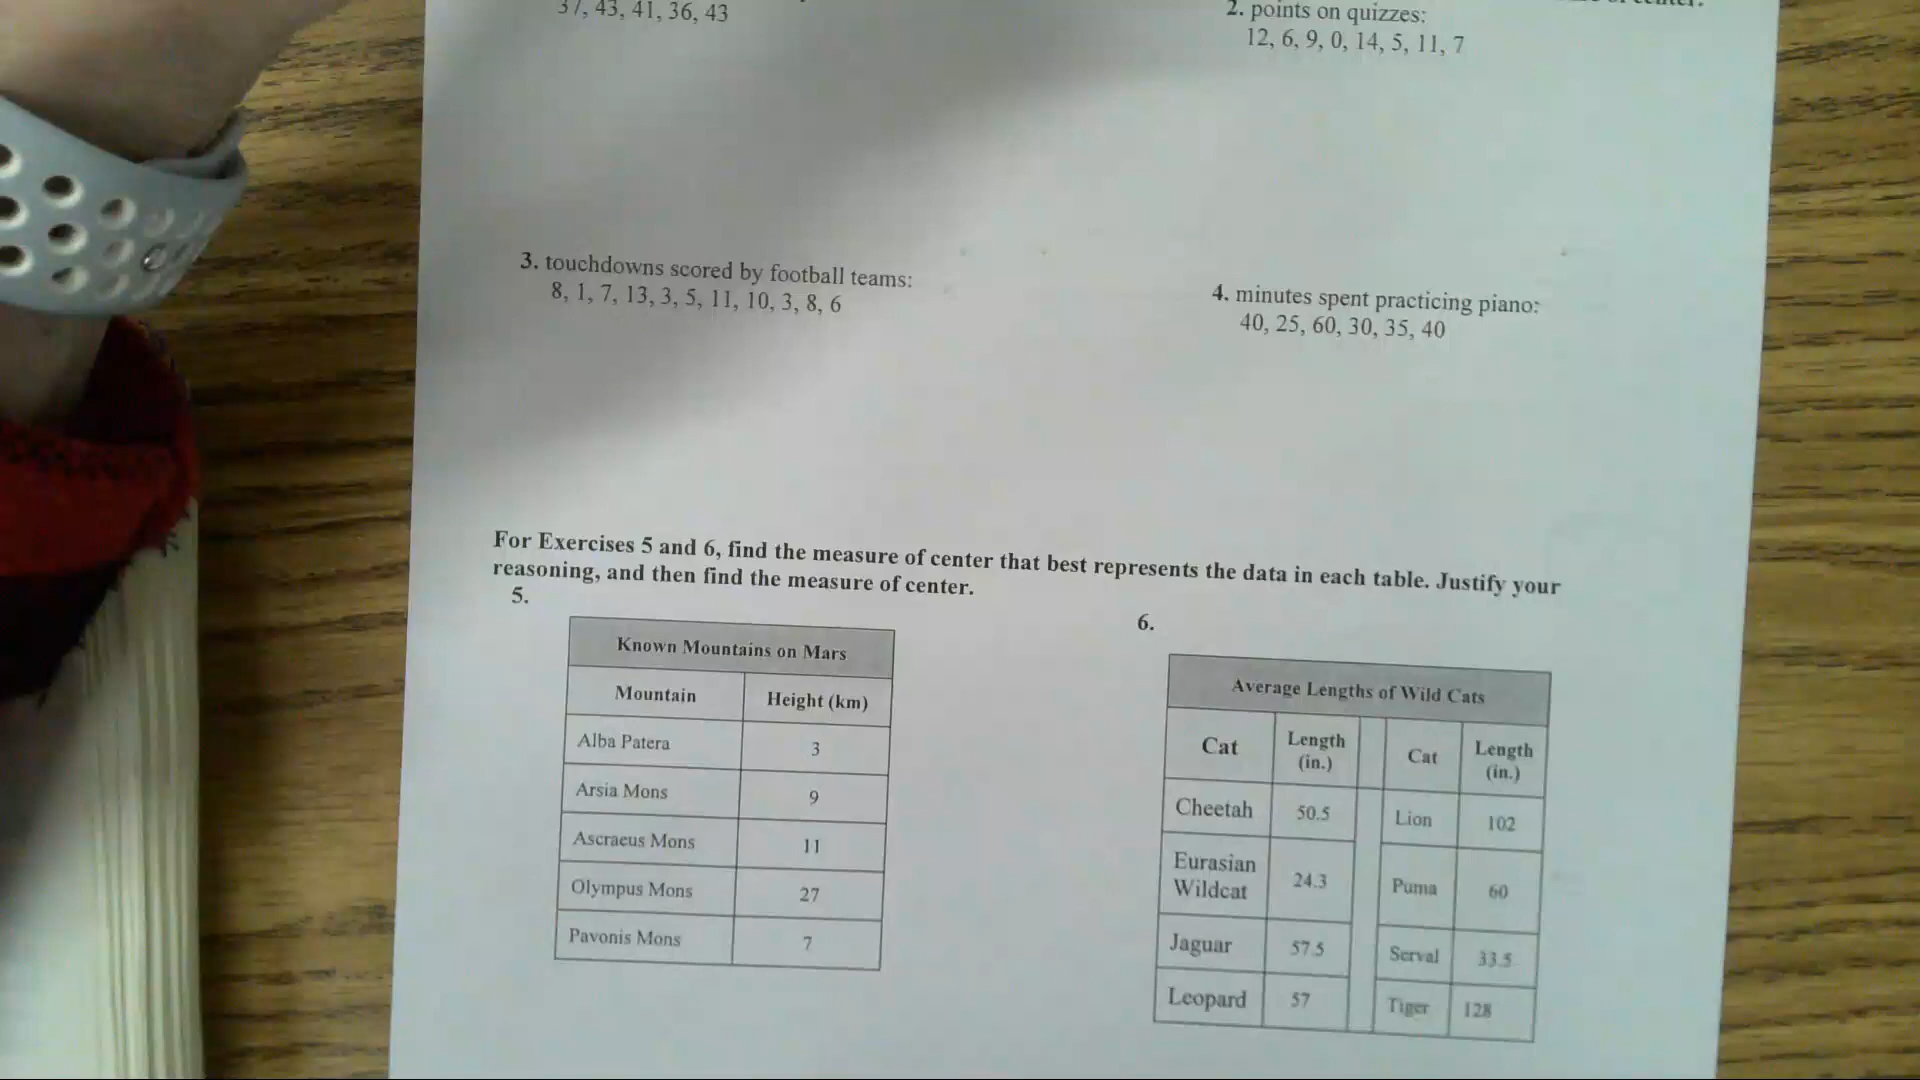 37, 43, 41, 36, 43
2. points on quizzes:
12, 6, 9, 0, 14, 5, 11, 7
3. touchdowns scored by football teams:
8, 1, 7, 13, 3, 5, 11, 10, 3, 8, 6
4. minutes spent practicing piano:
40, 25, 60, 30, 35, 40
For Exercises 5 and 6, find the measure of center that best represents the data in each table. Justify your
reasoning, and then find the measure of center.
5.
Known Mountains on Mars
Mountain Height (km)
Alba Patera 3
Arsia Mons 9
Ascraeus Mons 11
Olympus Mons 27
Pavonis Mons 7
6.
Average Lengths of Wild Cats
Cat Length (in.) Cat Length (in.)
Cheetah 50.5 Lion 102
Eurasian Wildcat 24.3 Puma 60
Jaguar 57.5 Serval 33.5
Leopard 57 Tiger 128